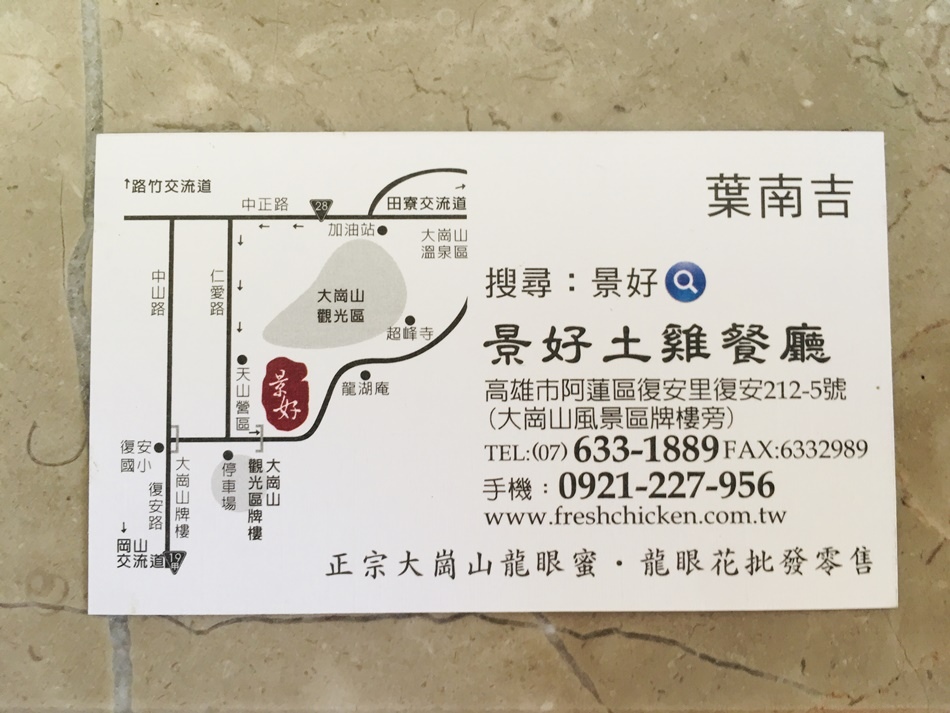 ↑路竹交流道
中正路
28
→
田寮交流道
加油站
大崗山
溫泉區
中山路
仁愛路
大崗山
觀光區
超峰寺
天山營區
景好
龍湖庵
復安
國小
復安路
大崗山牌樓
停車場
大崗山
觀光區牌樓
↓
岡山
交流道
19甲
葉南吉
搜尋：景好
景好土雞餐廳
高雄市阿蓮區復安里復安212-5號
（大崗山風景區牌樓旁）
TEL:(07) 633-1889 FAX:6332989
手機：0921-227-956
www.freshchicken.com.tw
正宗大崗山龍眼蜜・龍眼花批發零售